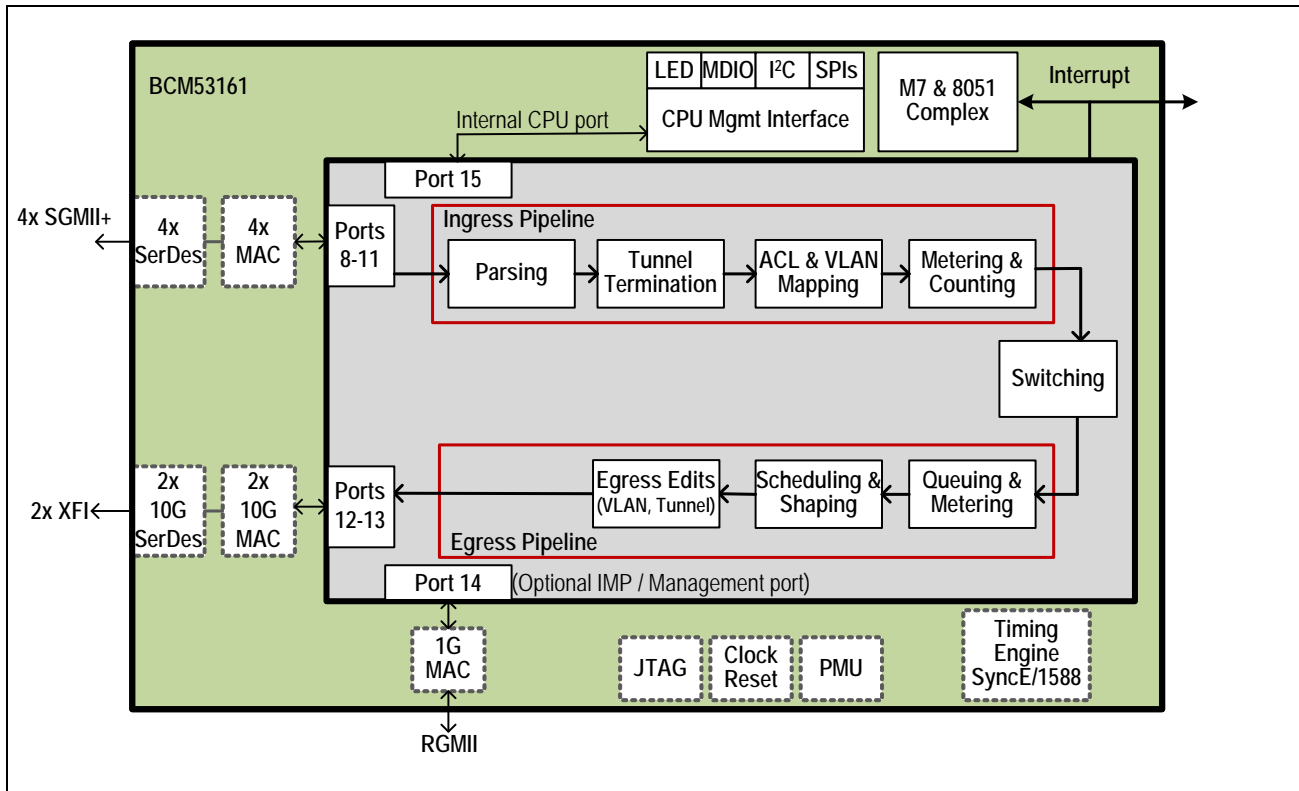 BCM53161
LED MDIO I²C SPIs
CPU Mgmt Interface
M7 & 8051
Complex
Interrupt
Internal CPU port
Port 15
4x SGMII+
4x
SerDes
4x
MAC
Ports
8-11
Ingress Pipeline
Parsing
Tunnel
Termination
ACL & VLAN
Mapping
Metering &
Counting
Switching
2x XFI
2x
10G
SerDes
2x
10G
MAC
Ports
12-13
Egress Edits
(VLAN, Tunnel)
Scheduling &
Shaping
Queuing &
Metering
Egress Pipeline
Port 14
(Optional IMP / Management port)
1G
MAC
RGMII
JTAG
Clock
Reset
PMU
Timing
Engine
SyncE/1588